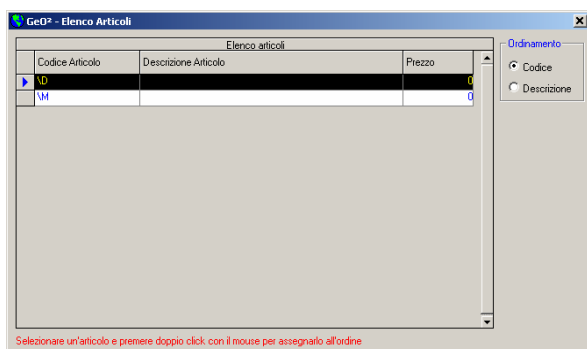 GeO² - Elenco Articoli
Elenco articoli
Codice Articolo Descrizione Articolo Prezzo
\D 0
\M 0
Ordinamento
Codice
Descrizione
Selezionare un'articolo e premere doppio click con il mouse per assegnarlo all'ordine